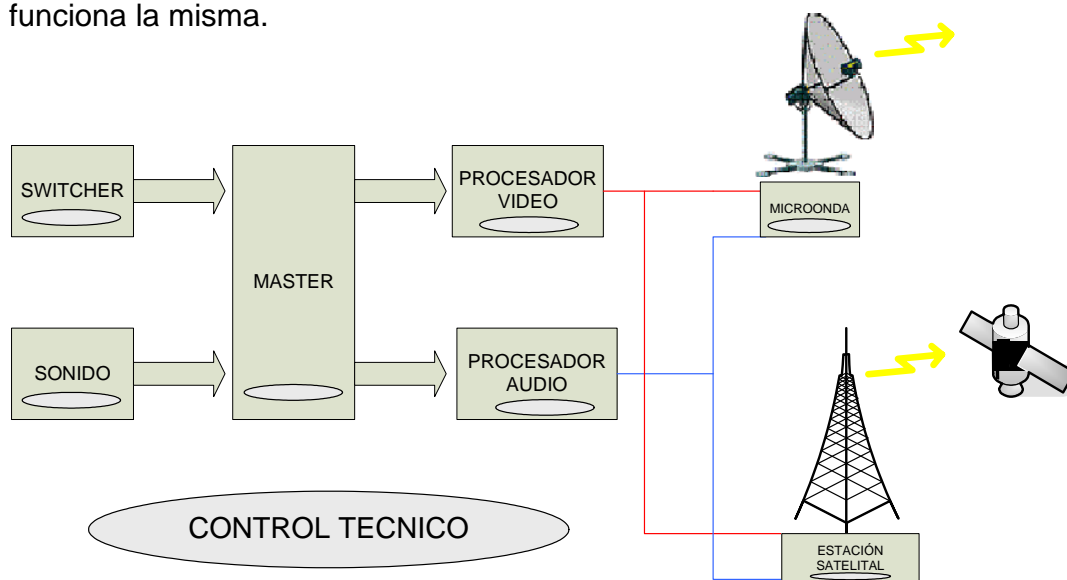 funciona la misma.
SWITCHER
MASTER
PROCESADOR
VIDEO
MICROONDA
SONIDO
PROCESADOR
AUDIO
CONTROL TECNICO
ESTACIÓN
SATELITAL